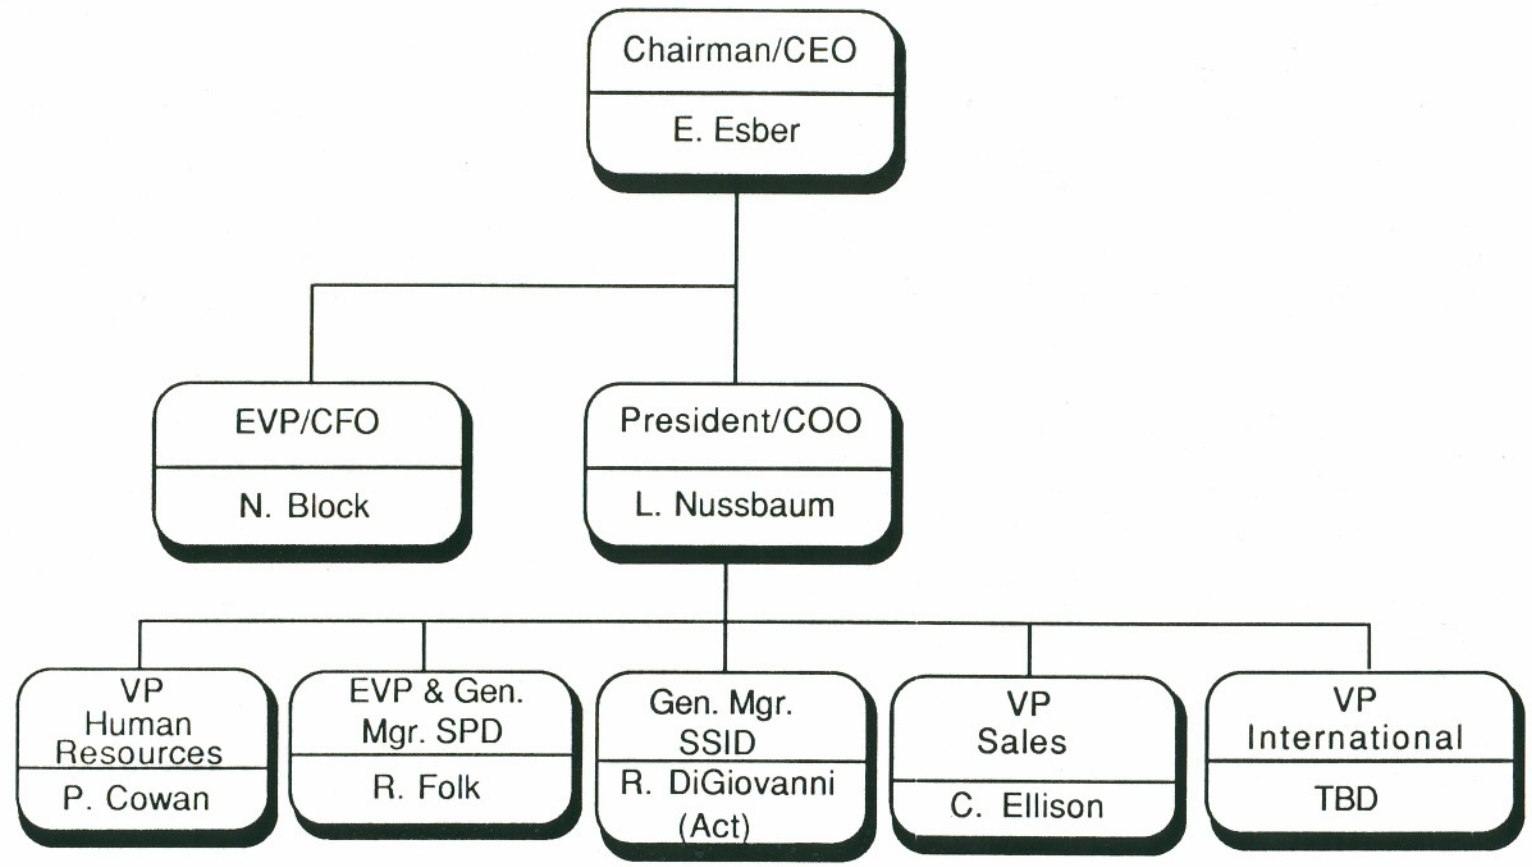 Chairman/CEO
E. Esber
EVP/CFO
N. Block
President/COO
L. Nussbaum
VP
Human
Resources
P. Cowan
EVP & Gen.
Mgr. SPD
R. Folk
Gen. Mgr.
SSID
R. DiGiovanni
(Act)
VP
Sales
C. Ellison
VP
International
TBD